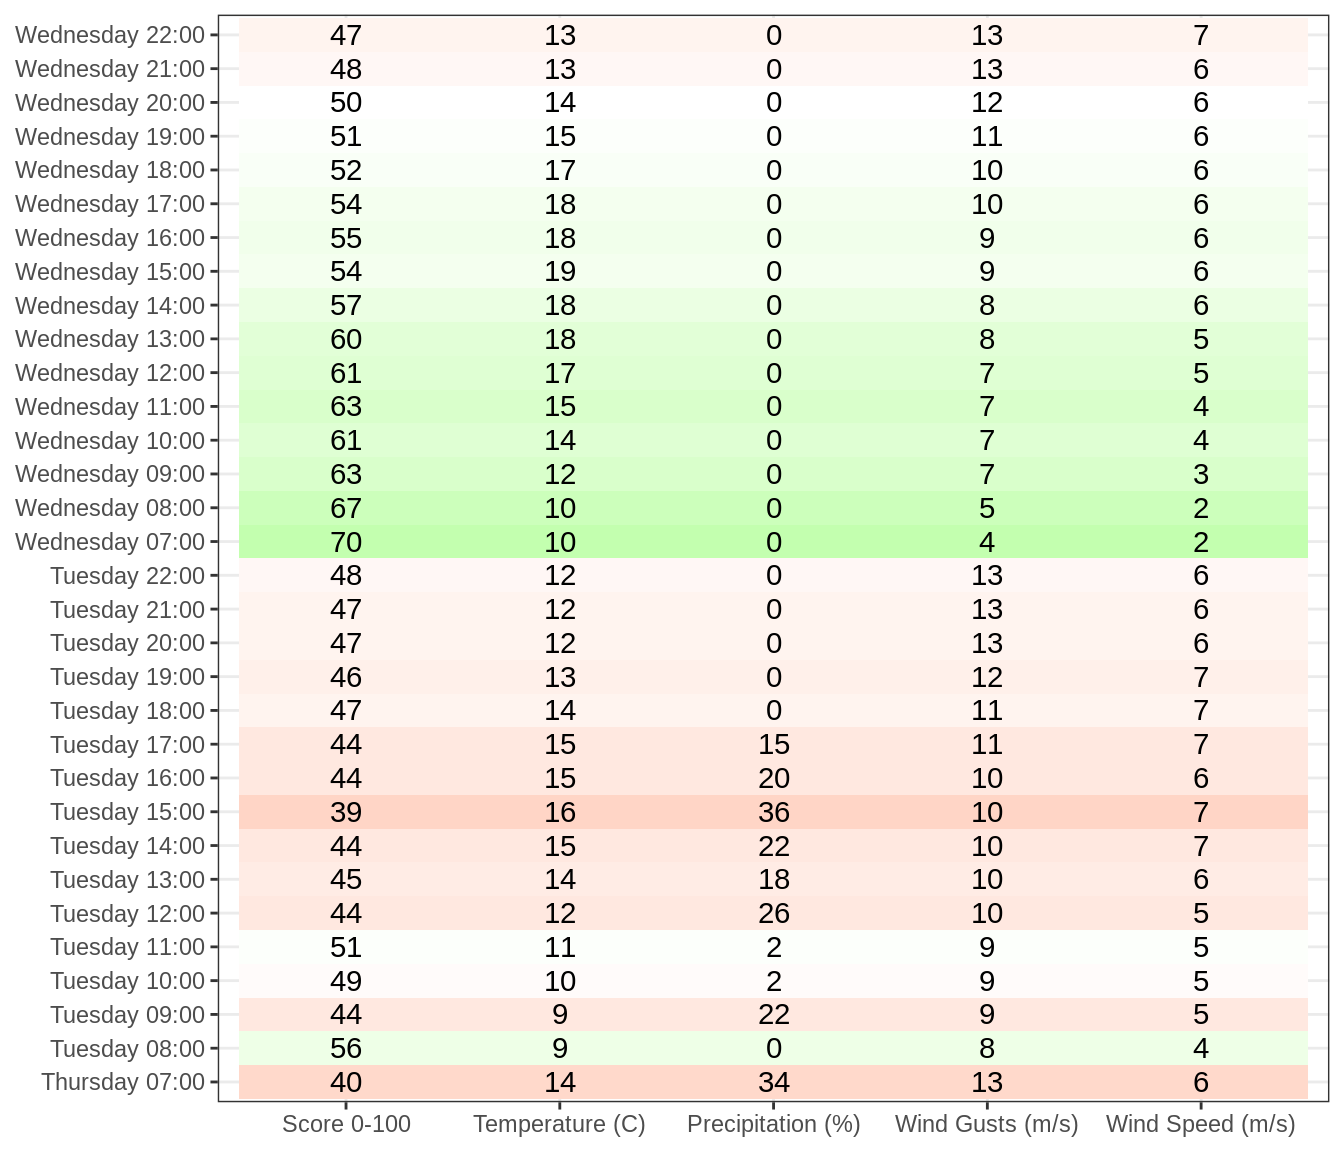 Wednesday 22:00 47 13 0 13 7
Wednesday 21:00 48 13 0 13 6
Wednesday 20:00 50 14 0 12 6
Wednesday 19:00 51 15 0 11 6
Wednesday 18:00 52 17 0 10 6
Wednesday 17:00 54 18 0 10 6
Wednesday 16:00 55 18 0 9 6
Wednesday 15:00 54 19 0 9 6
Wednesday 14:00 57 18 0 8 6
Wednesday 13:00 60 18 0 8 5
Wednesday 12:00 61 17 0 7 5
Wednesday 11:00 63 15 0 7 4
Wednesday 10:00 61 14 0 7 4
Wednesday 09:00 63 12 0 7 3
Wednesday 08:00 67 10 0 5 2
Wednesday 07:00 70 10 0 4 2
Tuesday 22:00 48 12 0 13 6
Tuesday 21:00 47 12 0 13 6
Tuesday 20:00 47 12 0 13 6
Tuesday 19:00 46 13 0 12 7
Tuesday 18:00 47 14 0 11 7
Tuesday 17:00 44 15 15 11 7
Tuesday 16:00 44 15 20 10 6
Tuesday 15:00 39 16 36 10 7
Tuesday 14:00 44 15 22 10 7
Tuesday 13:00 45 14 18 10 6
Tuesday 12:00 44 12 26 10 5
Tuesday 11:00 51 11 2 9 5
Tuesday 10:00 49 10 2 9 5
Tuesday 09:00 44 9 22 9 5
Tuesday 08:00 56 9 0 8 4
Thursday 07:00 40 14 34 13 6
Score 0-100 Temperature (C) Precipitation (%) Wind Gusts (m/s) Wind Speed (m/s)